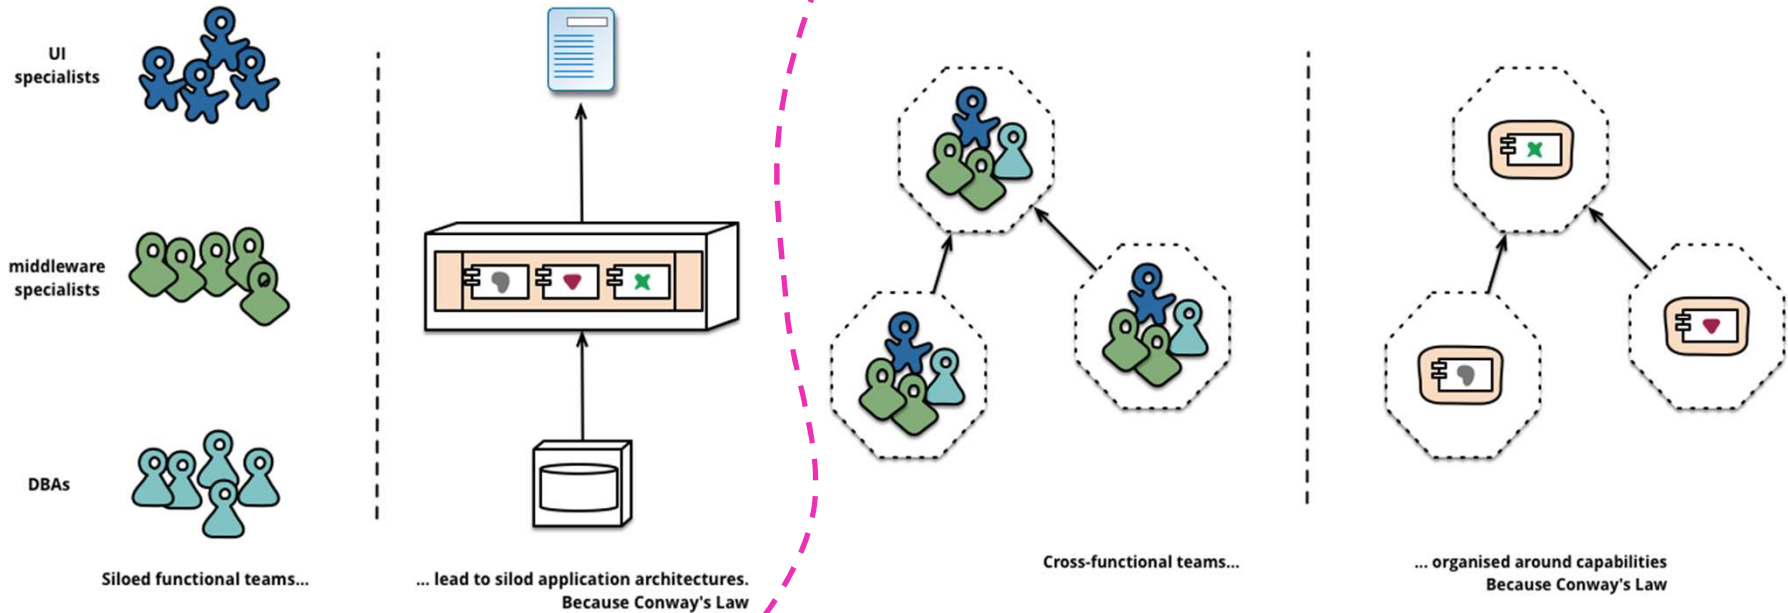 UI
specialists
middleware
specialists
DBAs
Siloed functional teams...
... lead to silod application architectures.
Because Conway's Law
Cross-functional teams...
... organised around capabilities
Because Conway's Law